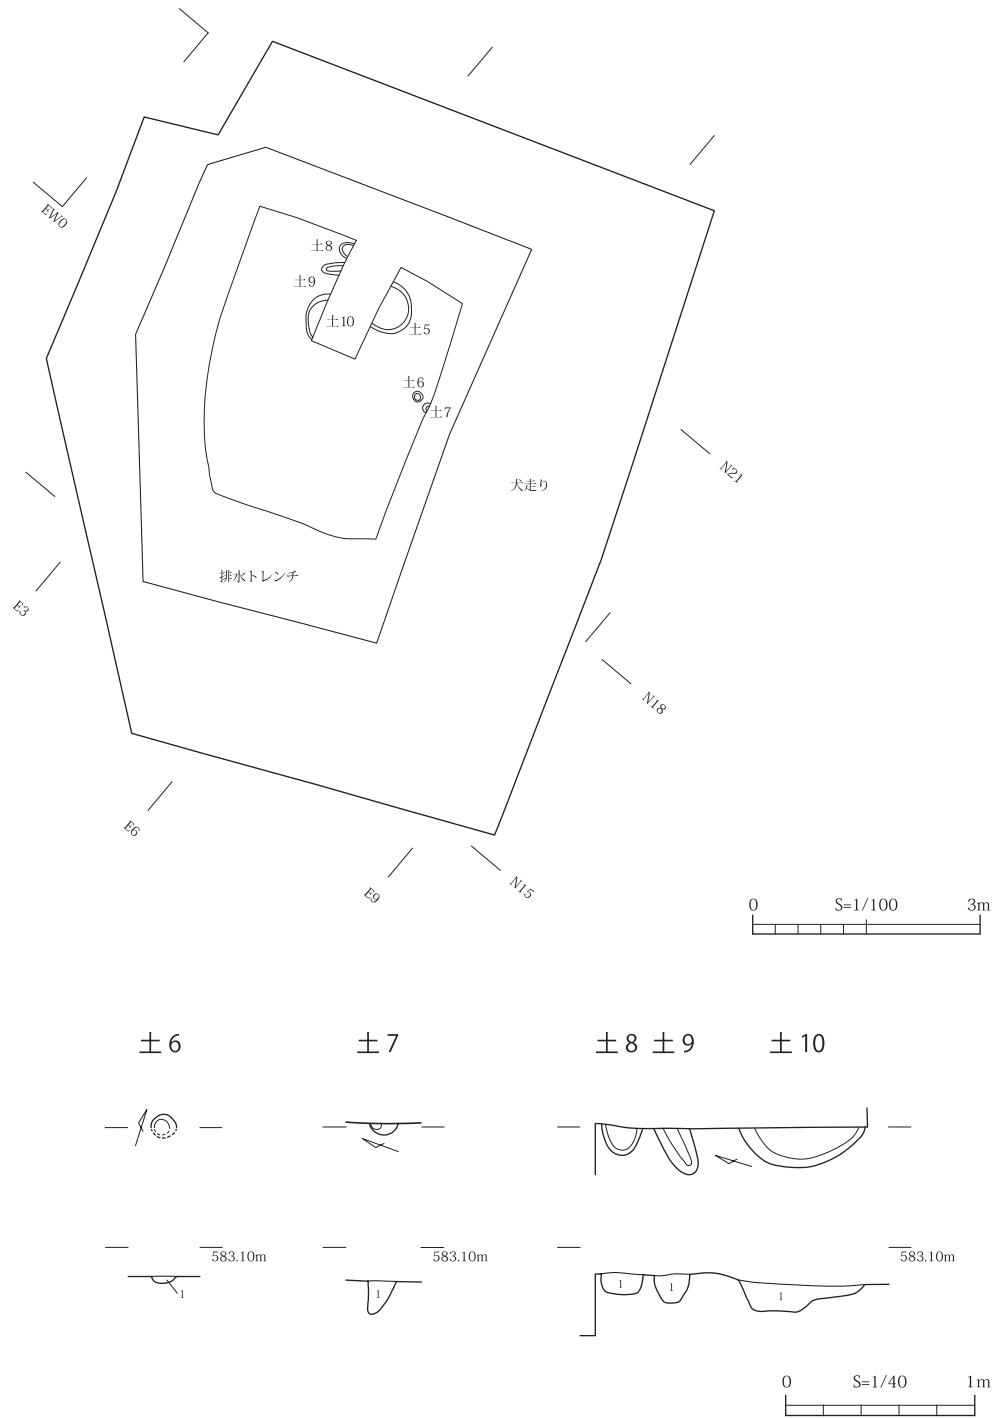 EW0
土8
土9
土10
土5
土6
土7
犬走り
N21
排水トレンチ
E3
N18
E6
E9
N15
0 S=1/100 3m
土6 土7 土8 土9 土10
583.10m 583.10m 583.10m
1 1 1 1 1
0 S=1/40 1m